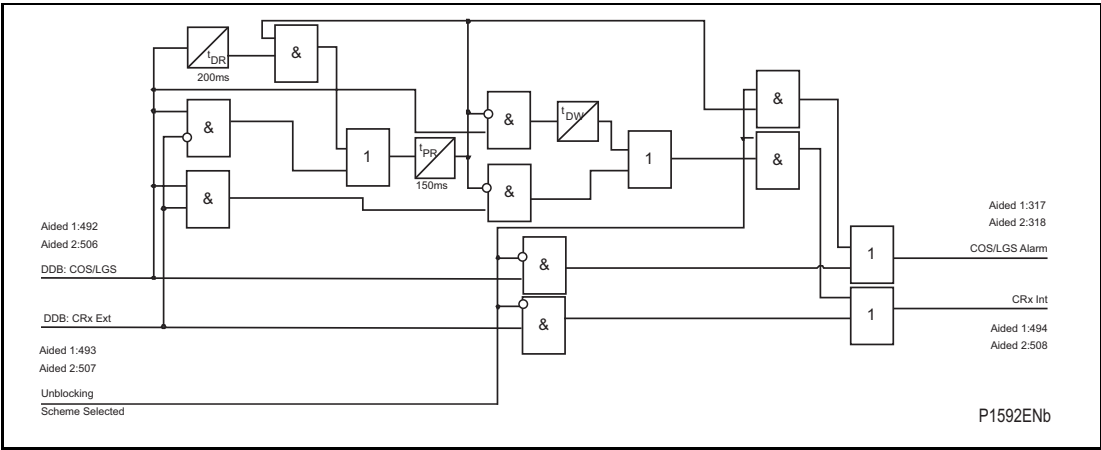 tDR
200ms
&
&
&
1
tPR
150ms
&
&
tDW
1
&
&
&
&
1
1
Aided 1:492
Aided 2:506
DDB: COS/LGS
DDB: CRx Ext
Aided 1:493
Aided 2:507
Unblocking
Scheme Selected
Aided 1:317
Aided 2:318
COS/LGS Alarm
CRx Int
Aided 1:494
Aided 2:508
P1592ENb